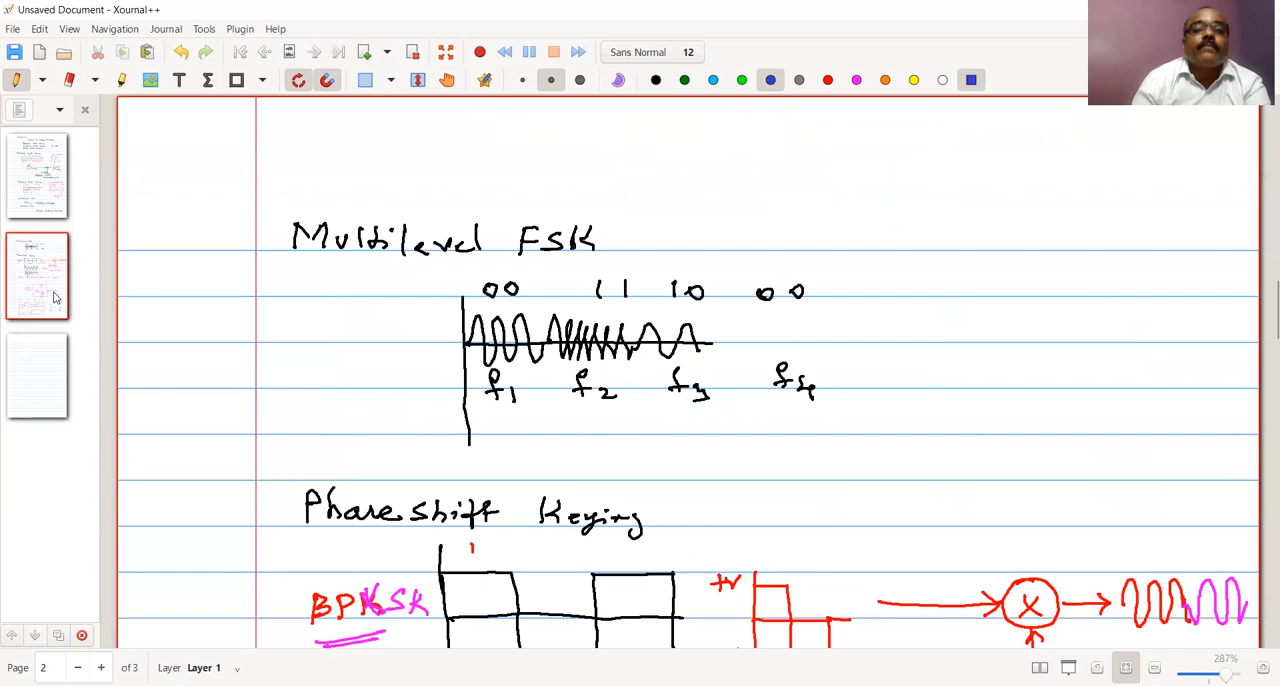 Unsaved Document - Xournal++
File Edit View Navigation Journal Tools Plugin Help
Sans Normal 12
Multilevel FSK
00 11 10 00
f1 f2 f3 f4
Phase shift Keying
1
BPSK
+v
X
Page 2 of 3 Layer Layer 1
287%